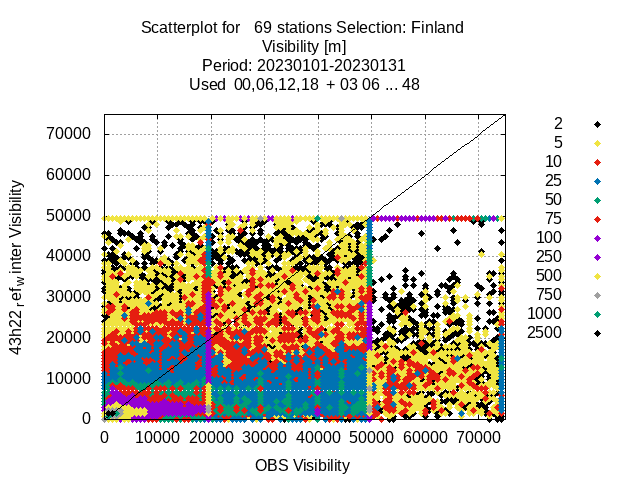 Scatterplot for 69 stations Selection: Finland
Visibility [m]
Period: 20230101-20230131
Used 00,06,12,18 + 03 06 ... 48
70000
60000
50000
40000
30000
20000
10000
0
43h22_ref_winter Visibility
0 10000 20000 30000 40000 50000 60000 70000
OBS Visibility
2
5
10
25
50
75
100
250
500
750
1000
2500